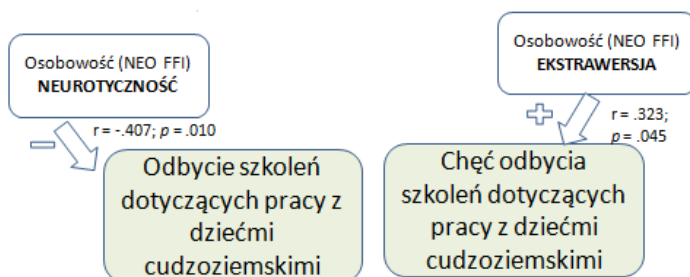 Osobowość (NEO FFI)
NEUROTYCZNOŚĆ
r = -.407; p = .010
Odbycie szkoleń
dotyczących pracy z
dziećmi
cudzoziemskimi
Osobowość (NEO FFI)
EKSTRAWERSJA
r = .323;
p = .045
Chęć odbycia
szkoleń dotyczących
pracy z dziećmi
cudzoziemskimi